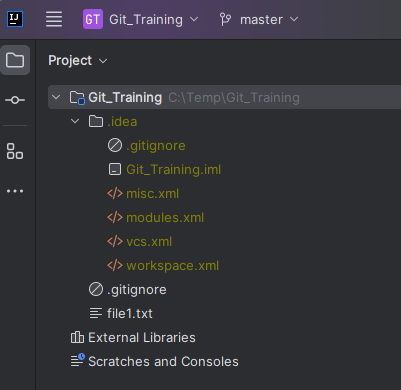 IJ GT Git_Training master
Project
Git_Training C:\Temp\Git_Training
.idea
.gitignore
Git_Training.iml
misc.xml
modules.xml
vcs.xml
workspace.xml
.gitignore
file1.txt
External Libraries
Scratches and Consoles